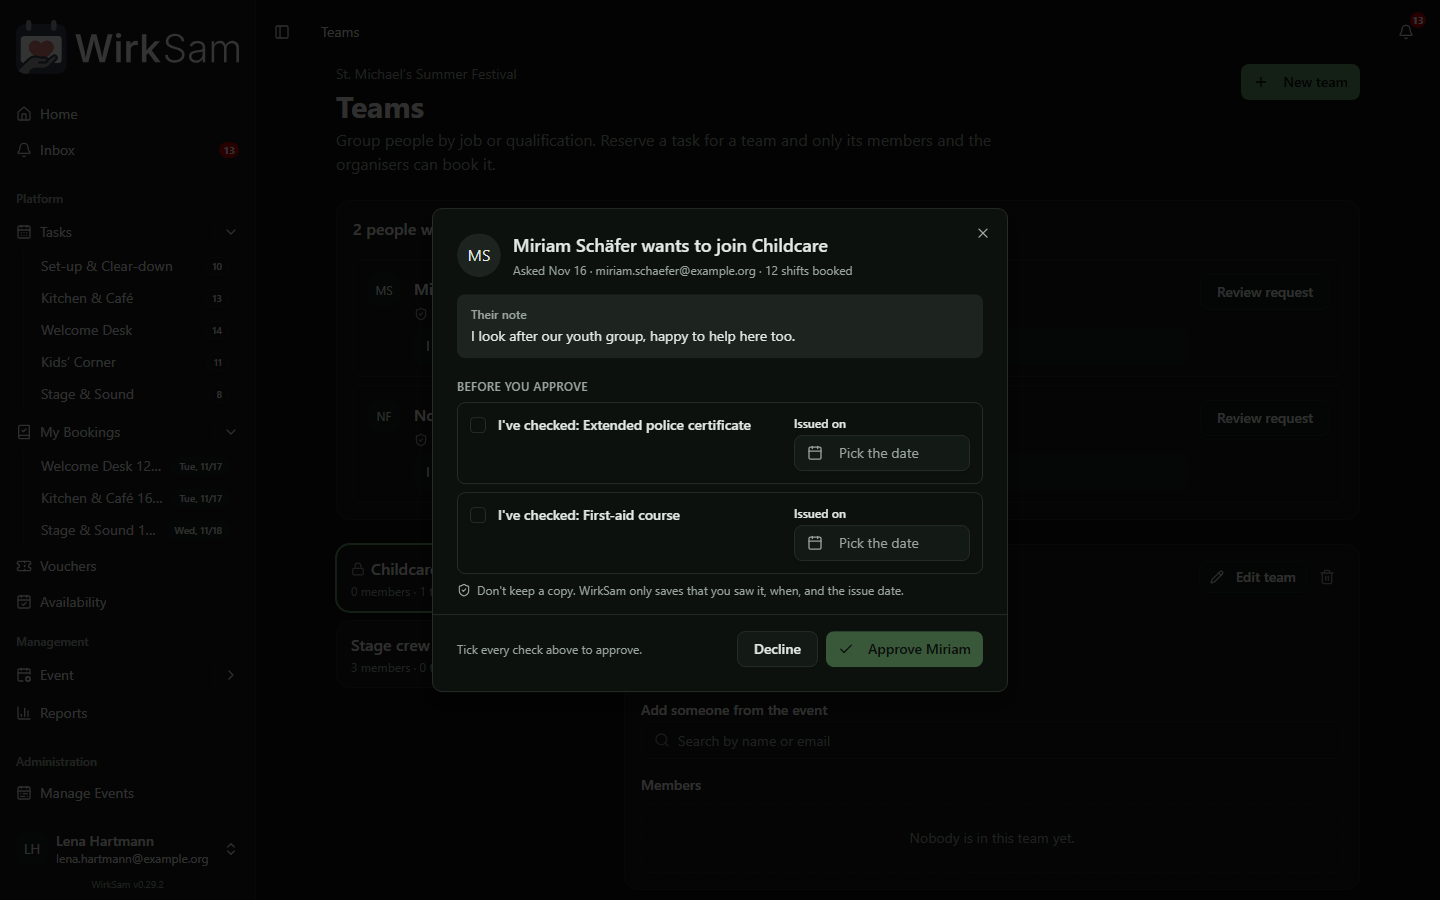 WirkSam
Home
Inbox
13
Platform
Tasks
Set-up & Clear-down
10
Kitchen & Café
13
Welcome Desk
14
Kids' Corner
11
Stage & Sound
8
My Bookings
Welcome Desk 12...
Tue, 11/17
Kitchen & Café 16...
Tue, 11/17
Stage & Sound 1...
Wed, 11/18
Vouchers
Availability
Management
Event
Reports
Administration
Manage Events
LH
Lena Hartmann
lena.hartmann@example.org
WirkSam v0.29.2
Teams
13
St. Michael's Summer Festival
Teams
Group people by job or qualification. Reserve a task for a team and only its members and the
organisers can book it.
New team
2 people w
MS
Mi
I
Review request
NF
No
I
Review request
Childcare
0 members · 1
Stage crew
3 members · 0
Edit team
Add someone from the event
Search by name or email
Members
Nobody is in this team yet.
MS
Miriam Schäfer wants to join Childcare
Asked Nov 16 · miriam.schaefer@example.org · 12 shifts booked
Their note
I look after our youth group, happy to help here too.
BEFORE YOU APPROVE
I've checked: Extended police certificate
Issued on
Pick the date
I've checked: First-aid course
Issued on
Pick the date
Don't keep a copy. WirkSam only saves that you saw it, when, and the issue date.
Tick every check above to approve.
Decline
Approve Miriam